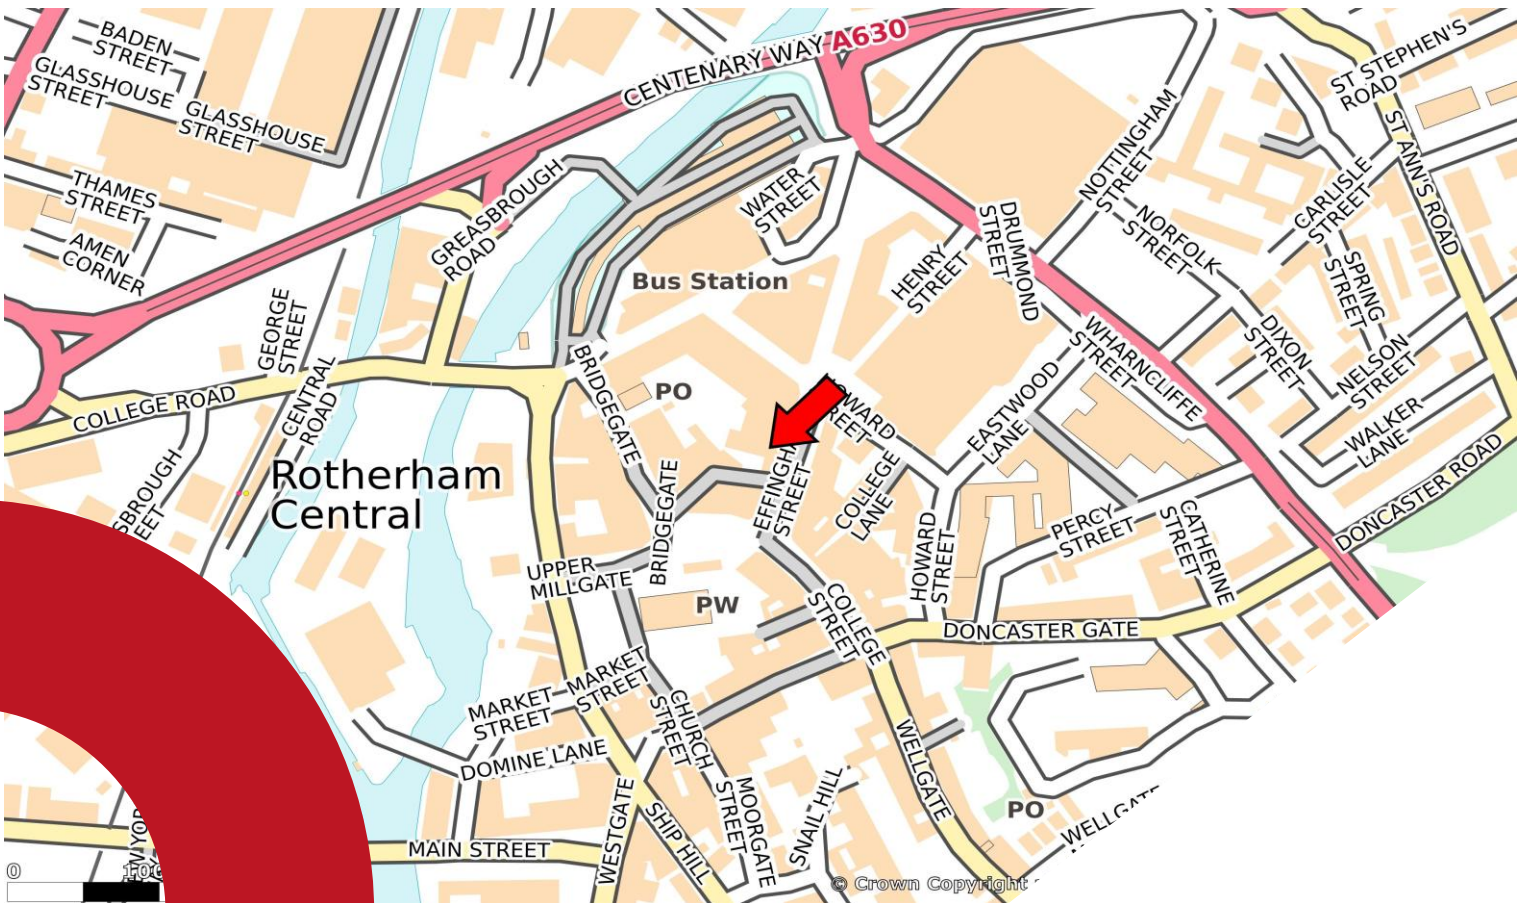 BADEN
STREET
GLASSHOUSE
STREET
GLASSHOUSE
STREET
THAMES
STREET
AMEN
CORNER
CENTENARY WAY A630
ST STEPHEN'S
ROAD
ST ANN'S ROAD
NOTTINGHAM
STREET
CARLISLE
STREET
WATER
STREET
GREASBROUGH
ROAD
DRUMMOND
STREET
NORFOLK
STREET
HENRY
STREET
SPRING
STREET
Bus Station
GEORGE
STREET
DIXON
STREET
WHARNCLIFFE
STREET
NELSON
STREET
COLLEGE ROAD
CENTRAL
ROAD
BRIDGEGATE
PO
HOWARD
STREET
EASTWOOD
LANE
WALKER
LANE
Rotherham
Central
COLLEGE
LANE
STREET
BRIDGEGATE
DONCASTER ROAD
PERCY
STREET
CATHERINE
STREET
HOWARD
STREET
UPPER
MILLGATE
PW
COLLEGE
STREET
DONCASTER GATE
MARKET
STREET
MARKET
STREET
CHURCH
STREET
DOMINE LANE
WELLGATE
MOORGATE
STREET
SNAIL HILL
PO
WELLGATE
WESTGATE
SHIP HILL
MAIN STREET
0
© Crown Copyright